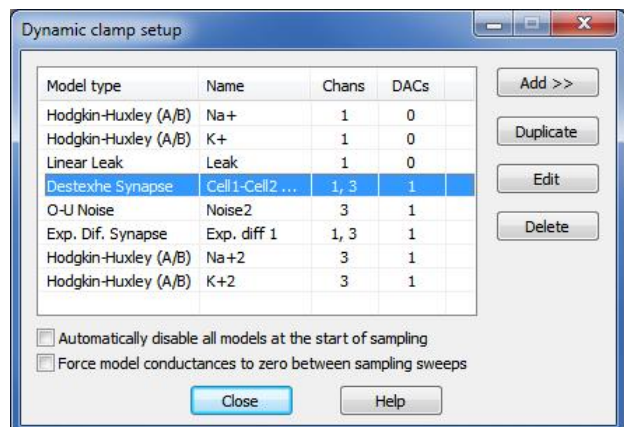 Dynamic clamp setup
Model type Name Chans DACs
Hodgkin-Huxley (A/B) Na+ 1 0
Hodgkin-Huxley (A/B) K+ 1 0
Linear Leak Leak 1 0
Destexhe Synapse Cell1-Cell2 ... 1, 3 1
O-U Noise Noise2 3 1
Exp. Dif. Synapse Exp. diff 1 1, 3 1
Hodgkin-Huxley (A/B) Na+2 3 1
Hodgkin-Huxley (A/B) K+2 3 1
Add >>
Duplicate
Edit
Delete
Automatically disable all models at the start of sampling
Force model conductances to zero between sampling sweeps
Close Help